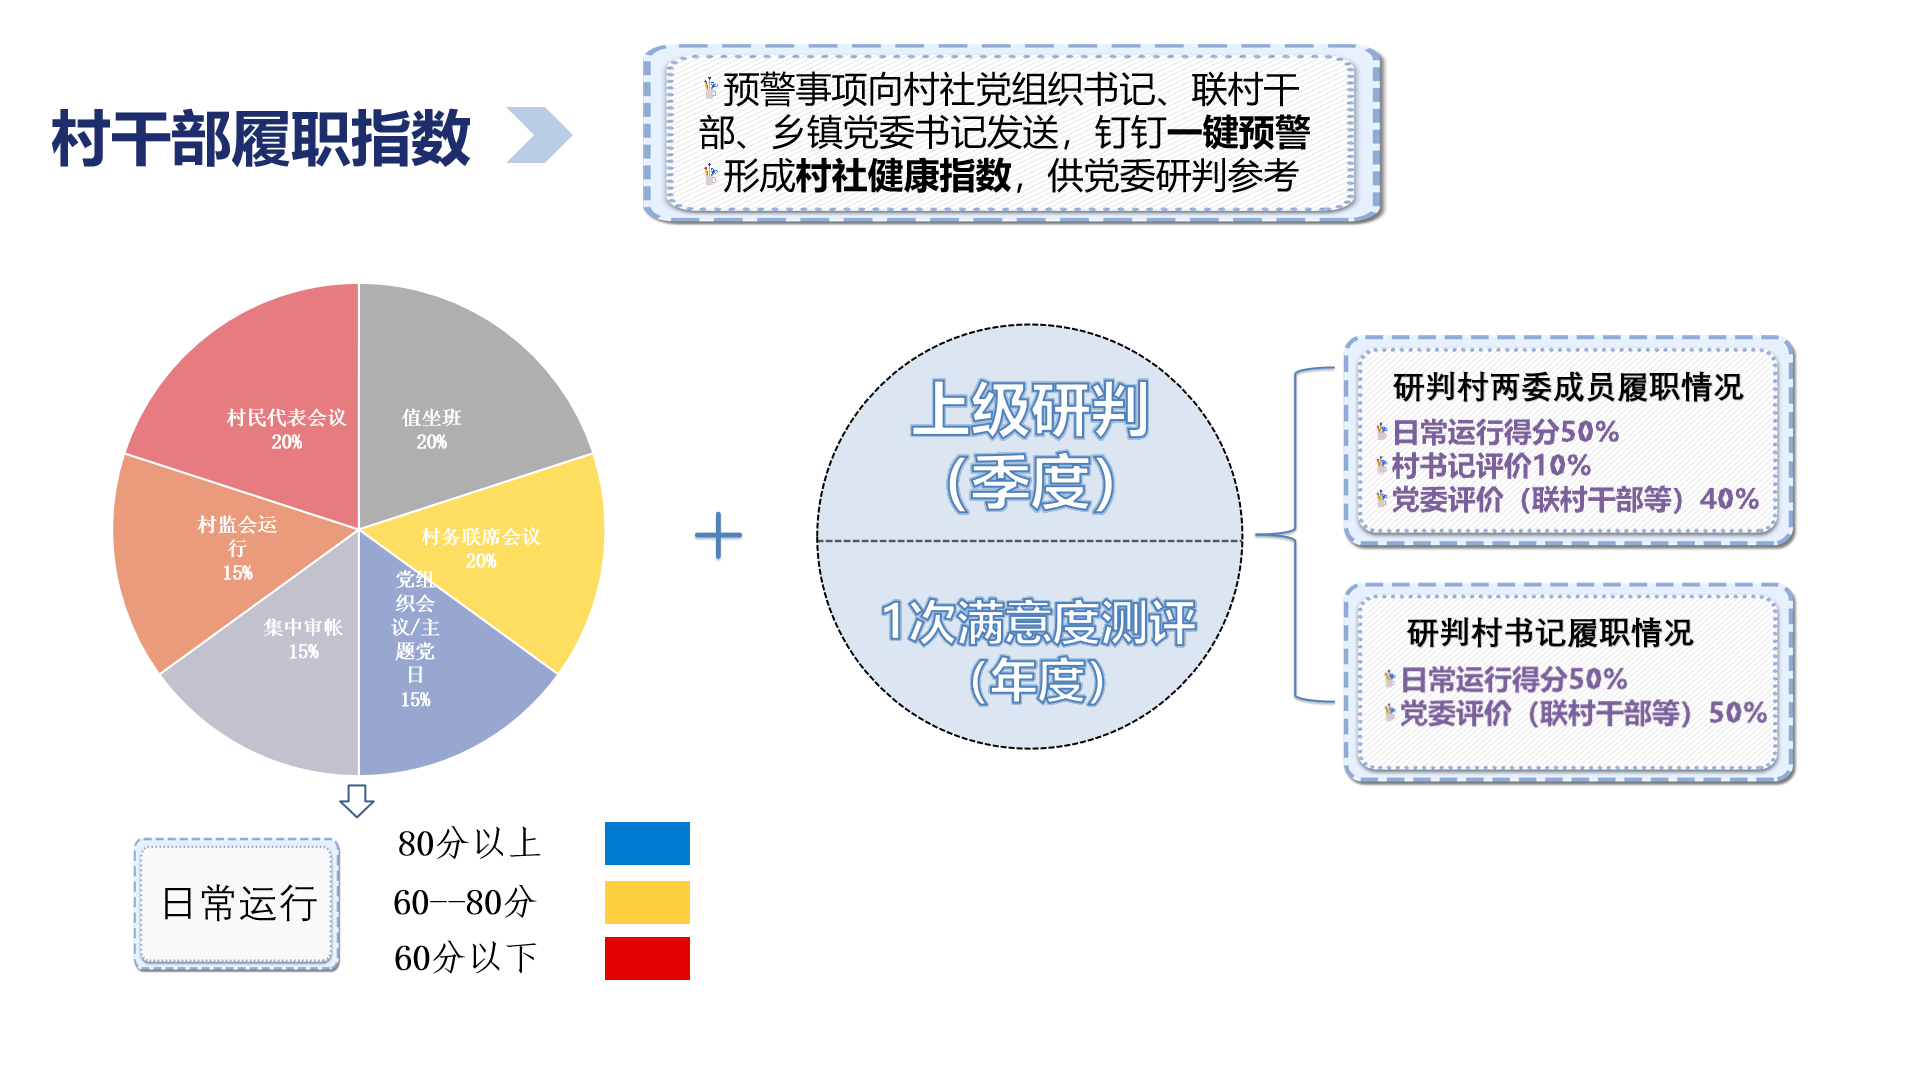 村干部履职指数
预警事项向村社党组织书记、联村干
部、乡镇党委书记发送，钉钉一键预警
形成村社健康指数，供党委研判参考
村民代表会议
20%
值坐班
20%
村监会运
行
15%
村务联席会议
20%
集中审帐
15%
党组
织会
议/主
题党
日
15%
上级研判
（季度）
1次满意度测评
（年度）
研判村两委成员履职情况
日常运行得分50%
村书记评价10%
党委评价（联村干部等）40%
研判村书记履职情况
日常运行得分50%
党委评价（联村干部等）50%
日常运行
80分以上
60--80分
60分以下